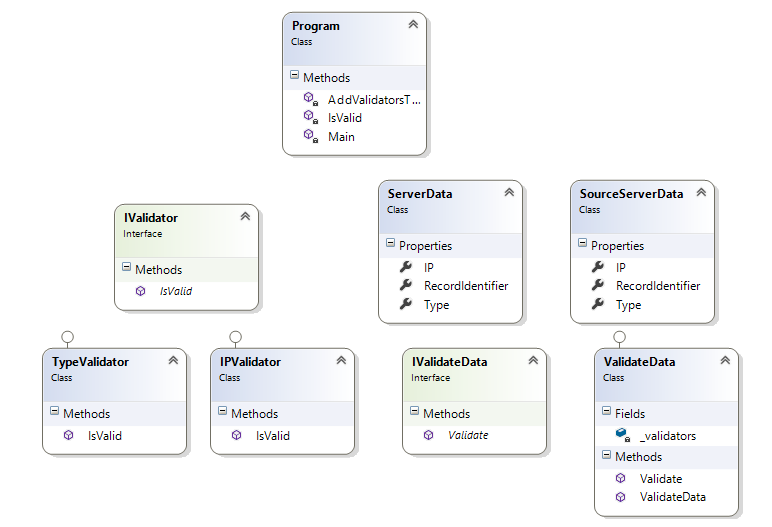 Program
Class
Methods
AddValidatorsT...
IsValid
Main
IValidator
Interface
Methods
IsValid
ServerData
Class
Properties
IP
RecordIdentifier
Type
SourceServerData
Class
Properties
IP
RecordIdentifier
Type
TypeValidator
Class
Methods
IsValid
IPValidator
Class
Methods
IsValid
IValidateData
Interface
Methods
Validate
ValidateData
Class
Fields
_validators
Methods
Validate
ValidateData